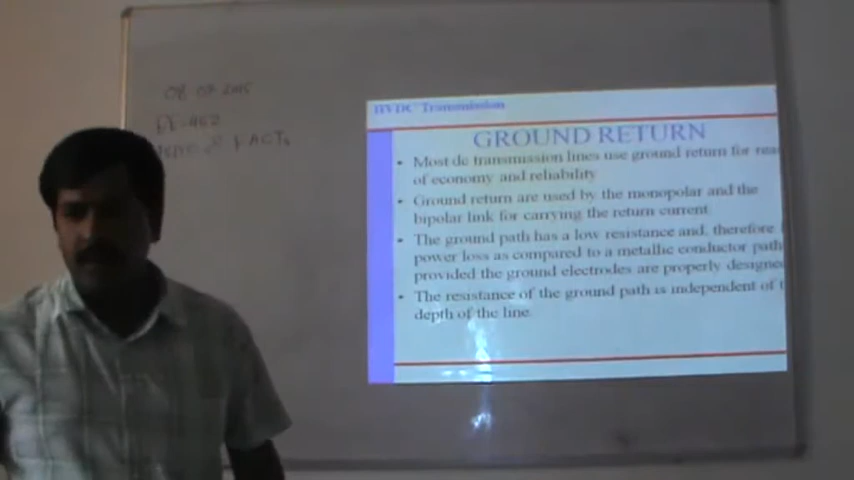 08.07.2015
EE-462
HVDC & FACTs
HVDC Transmission
GROUND RETURN
• Most dc transmission lines use ground return for
of economy and reliability
• Ground return are used by the monopolar and the
bipolar link for carrying the return current
• The ground path has a low resistance and, therefore
power loss as compared to a metallic conductor path
provided the ground electrodes are properly designed
• The resistance of the ground path is independent of
depth of the line.